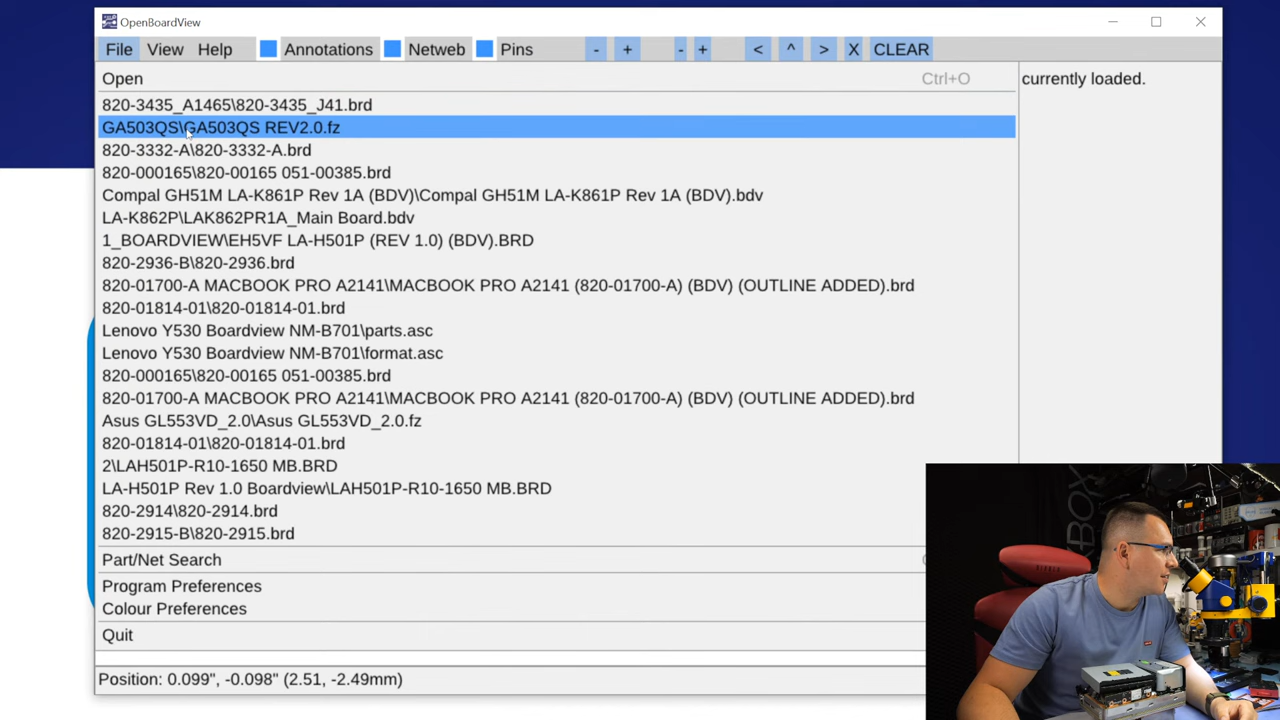 OpenBoardView
File View Help Annotations Netweb Pins - + - + < ^ > X CLEAR
Open Ctrl+O
currently loaded.
820-3435_A1465\820-3435_J41.brd
GA503QS\GA503QS REV2.0.fz
820-3332-A\820-3332-A.brd
820-000165\820-00165 051-00385.brd
Compal GH51M LA-K861P Rev 1A (BDV)\Compal GH51M LA-K861P Rev 1A (BDV).bdv
LA-K862P\LAK862PR1A_Main Board.bdv
1_BOARDVIEW\EH5VF LA-H501P (REV 1.0) (BDV).BRD
820-2936-B\820-2936.brd
820-01700-A MACBOOK PRO A2141\MACBOOK PRO A2141 (820-01700-A) (BDV) (OUTLINE ADDED).brd
820-01814-01\820-01814-01.brd
Lenovo Y530 Boardview NM-B701\parts.asc
Lenovo Y530 Boardview NM-B701\format.asc
820-000165\820-00165 051-00385.brd
820-01700-A MACBOOK PRO A2141\MACBOOK PRO A2141 (820-01700-A) (BDV) (OUTLINE ADDED).brd
Asus GL553VD_2.0\Asus GL553VD_2.0.fz
820-01814-01\820-01814-01.brd
2\LAH501P-R10-1650 MB.BRD
LA-H501P Rev 1.0 Boardview\LAH501P-R10-1650 MB.BRD
820-2914\820-2914.brd
820-2915-B\820-2915.brd
Part/Net Search
Program Preferences
Colour Preferences
Quit
Position: 0.099", -0.098" (2.51, -2.49mm)